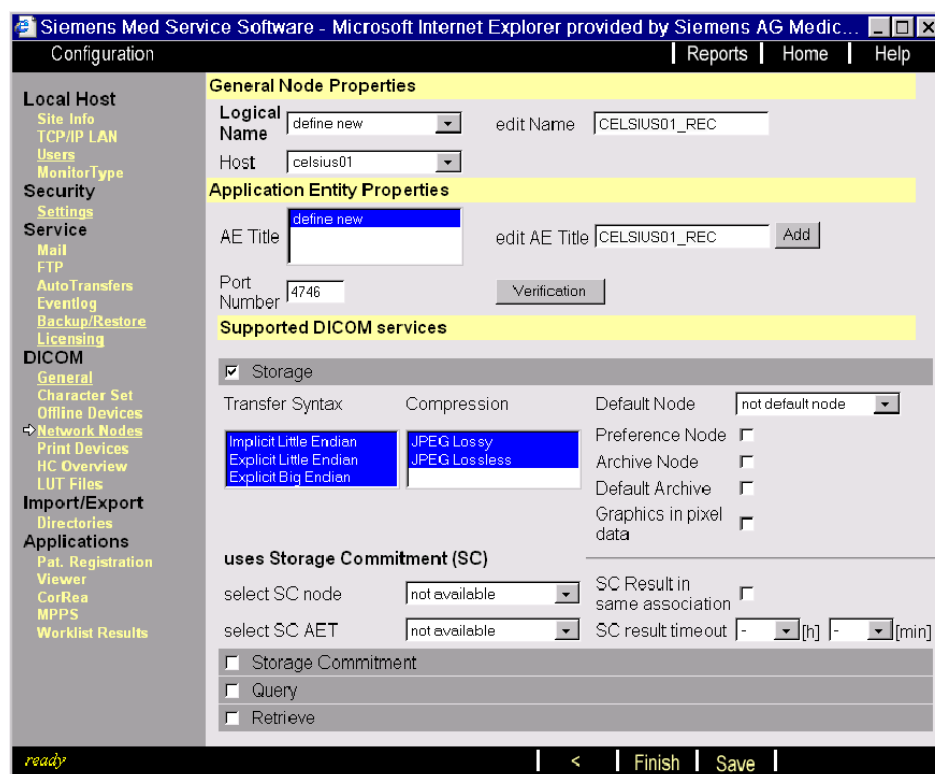 Siemens Med Service Software - Microsoft Internet Explorer provided by Siemens AG Medic...
Configuration
Reports
Home
Help
Local Host
Site Info
TCP/IP LAN
Users
MonitorType
Security
Settings
Service
Mail
FTP
AutoTransfers
Eventlog
Backup/Restore
Licensing
DICOM
General
Character Set
Offline Devices
Network Nodes
Print Devices
HC Overview
LUT Files
Import/Export
Directories
Applications
Pat. Registration
Viewer
CorRea
MPPS
Worklist Results
General Node Properties
Logical Name define new edit Name CELSIUS01_REC
Host celsius01
Application Entity Properties
AE Title define new edit AE Title CELSIUS01_REC Add
Port Number 4746 Verification
Supported DICOM services
Storage
Transfer Syntax Compression Default Node not default node
Implicit Little Endian JPEG Lossy Preference Node
Explicit Little Endian JPEG Lossless Archive Node
Explicit Big Endian
Default Archive
Graphics in pixel data
uses Storage Commitment (SC)
select SC node not available SC Result in same association
select SC AET not available SC result timeout - [h] - [min]
Storage Commitment
Query
Retrieve
ready < Finish Save